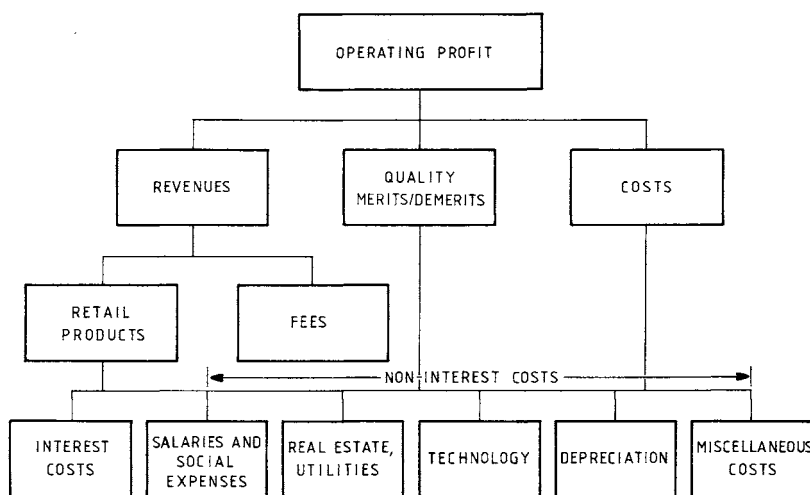 OPERATING PROFIT
REVENUES
QUALITY
MERITS/DEMERITS
COSTS
RETAIL
PRODUCTS
FEES
NON-INTEREST COSTS
INTEREST
COSTS
SALARIES AND
SOCIAL
EXPENSES
REAL ESTATE,
UTILITIES
TECHNOLOGY
DEPRECIATION
MISCELLANEOUS
COSTS